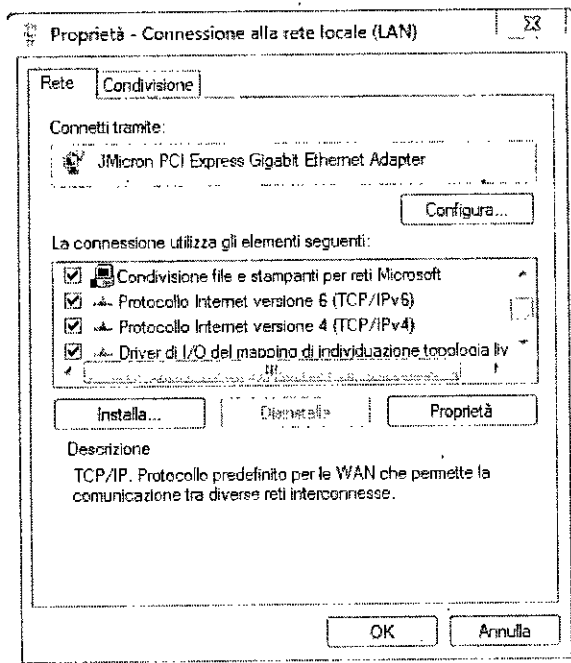 Proprietà - Connessione alla rete locale (LAN)
Rete Condivisione
Connetti tramite:
JMicron PCI Express Gigabit Ethernet Adapter
Configura...
La connessione utilizza gli elementi seguenti:
Condivisione file e stampanti per reti Microsoft
Protocollo Internet versione 6 (TCP/IPv6)
Protocollo Internet versione 4 (TCP/IPv4)
Driver di I/O del mapping di individuazione topologia liv
Installa... Disinstalla Proprietà
Descrizione
TCP/IP. Protocollo predefinito per le WAN che permette la
comunicazione tra diverse reti interconnesse.
OK Annulla